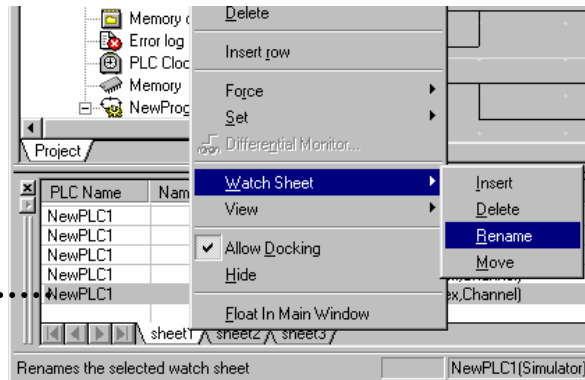 Memory
Error log
PLC Cloc
Memory
NewProg
Project
Delete
Insert row
Force
Set
Differential Monitor...
Watch Sheet
View
Allow Docking
Hide
Float In Main Window
Insert
Delete
Rename
Move
PLC Name Nam
NewPLC1
NewPLC1
NewPLC1
NewPLC1
NewPLC1 ex,Channel)
sheet1 sheet2 sheet3
Renames the selected watch sheet NewPLC1(Simulator)